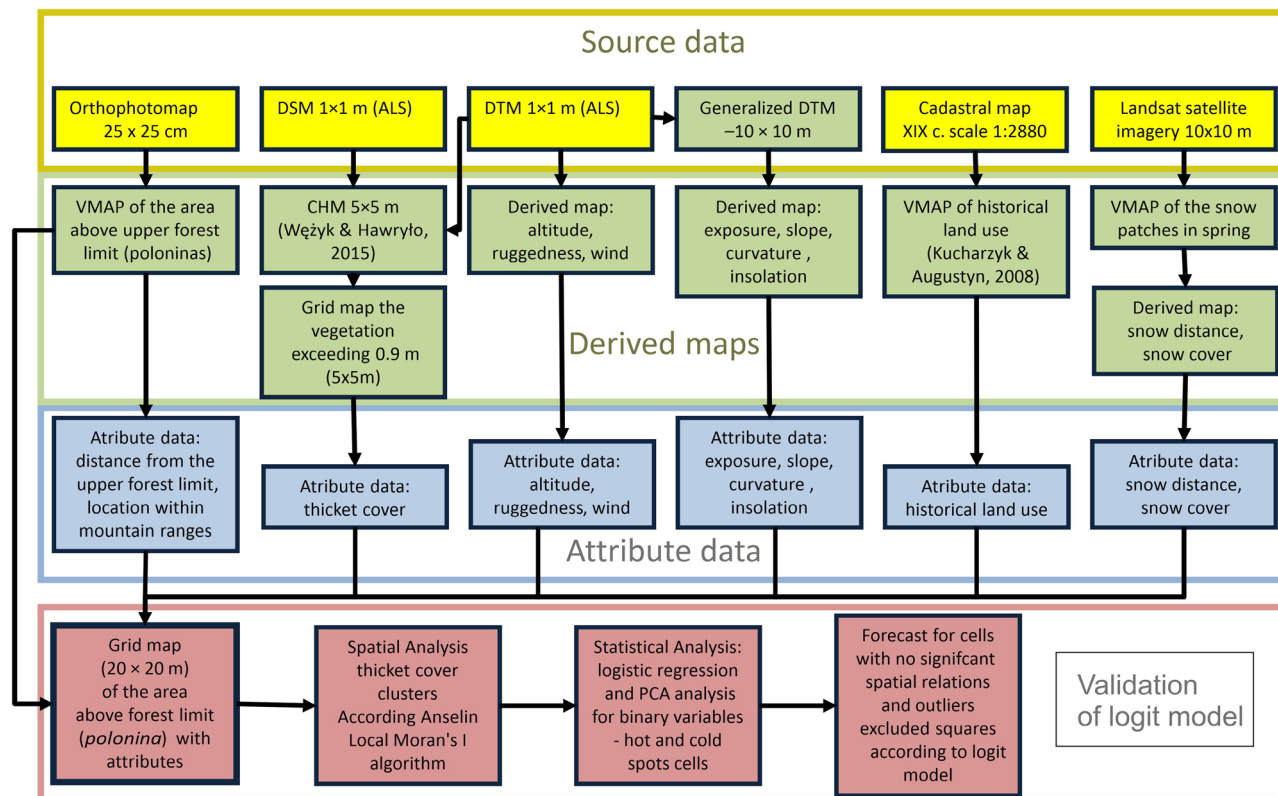 Source data
Orthophotomap
25 x 25 cm
DSM 1×1 m (ALS)
DTM 1×1 m (ALS)
Generalized DTM
–10 × 10 m
Cadastral map
XIX c. scale 1:2880
Landsat satellite
imagery 10x10 m
VMAP of the area
above upper forest
limit (poloninas)
CHM 5×5 m
(Wężyk & Hawryło,
2015)
Derived map:
altitude,
ruggedness, wind
Derived map:
exposure, slope,
curvature ,
insolation
VMAP of historical
land use
(Kucharzyk &
Augustyn, 2008)
VMAP of the snow
patches in spring
Grid map the
vegetation
exceeding 0.9 m
(5x5m)
Derived maps
Derived map:
snow distance,
snow cover
Atribute data:
distance from the
upper forest limit,
location within
mountain ranges
Atribute data:
thicket cover
Attribute data:
altitude,
ruggedness, wind
Attribute data:
exposure, slope,
curvature ,
insolation
Atribute data:
historical land use
Atribute data:
snow distance,
snow cover
Attribute data
Grid map
(20 × 20 m)
of the area
above forest limit
(polonina) with
attributes
Spatial Analysis
thicket cover
clusters
According Anselin
Local Moran's I
algorithm
Statistical Analysis:
logistic regression
and PCA analysis
for binary variables
- hot and cold
spots cells
Forecast for cells
with no signifcant
spatial relations
and outliers
excluded squares
according to logit
model
Validation
of logit model